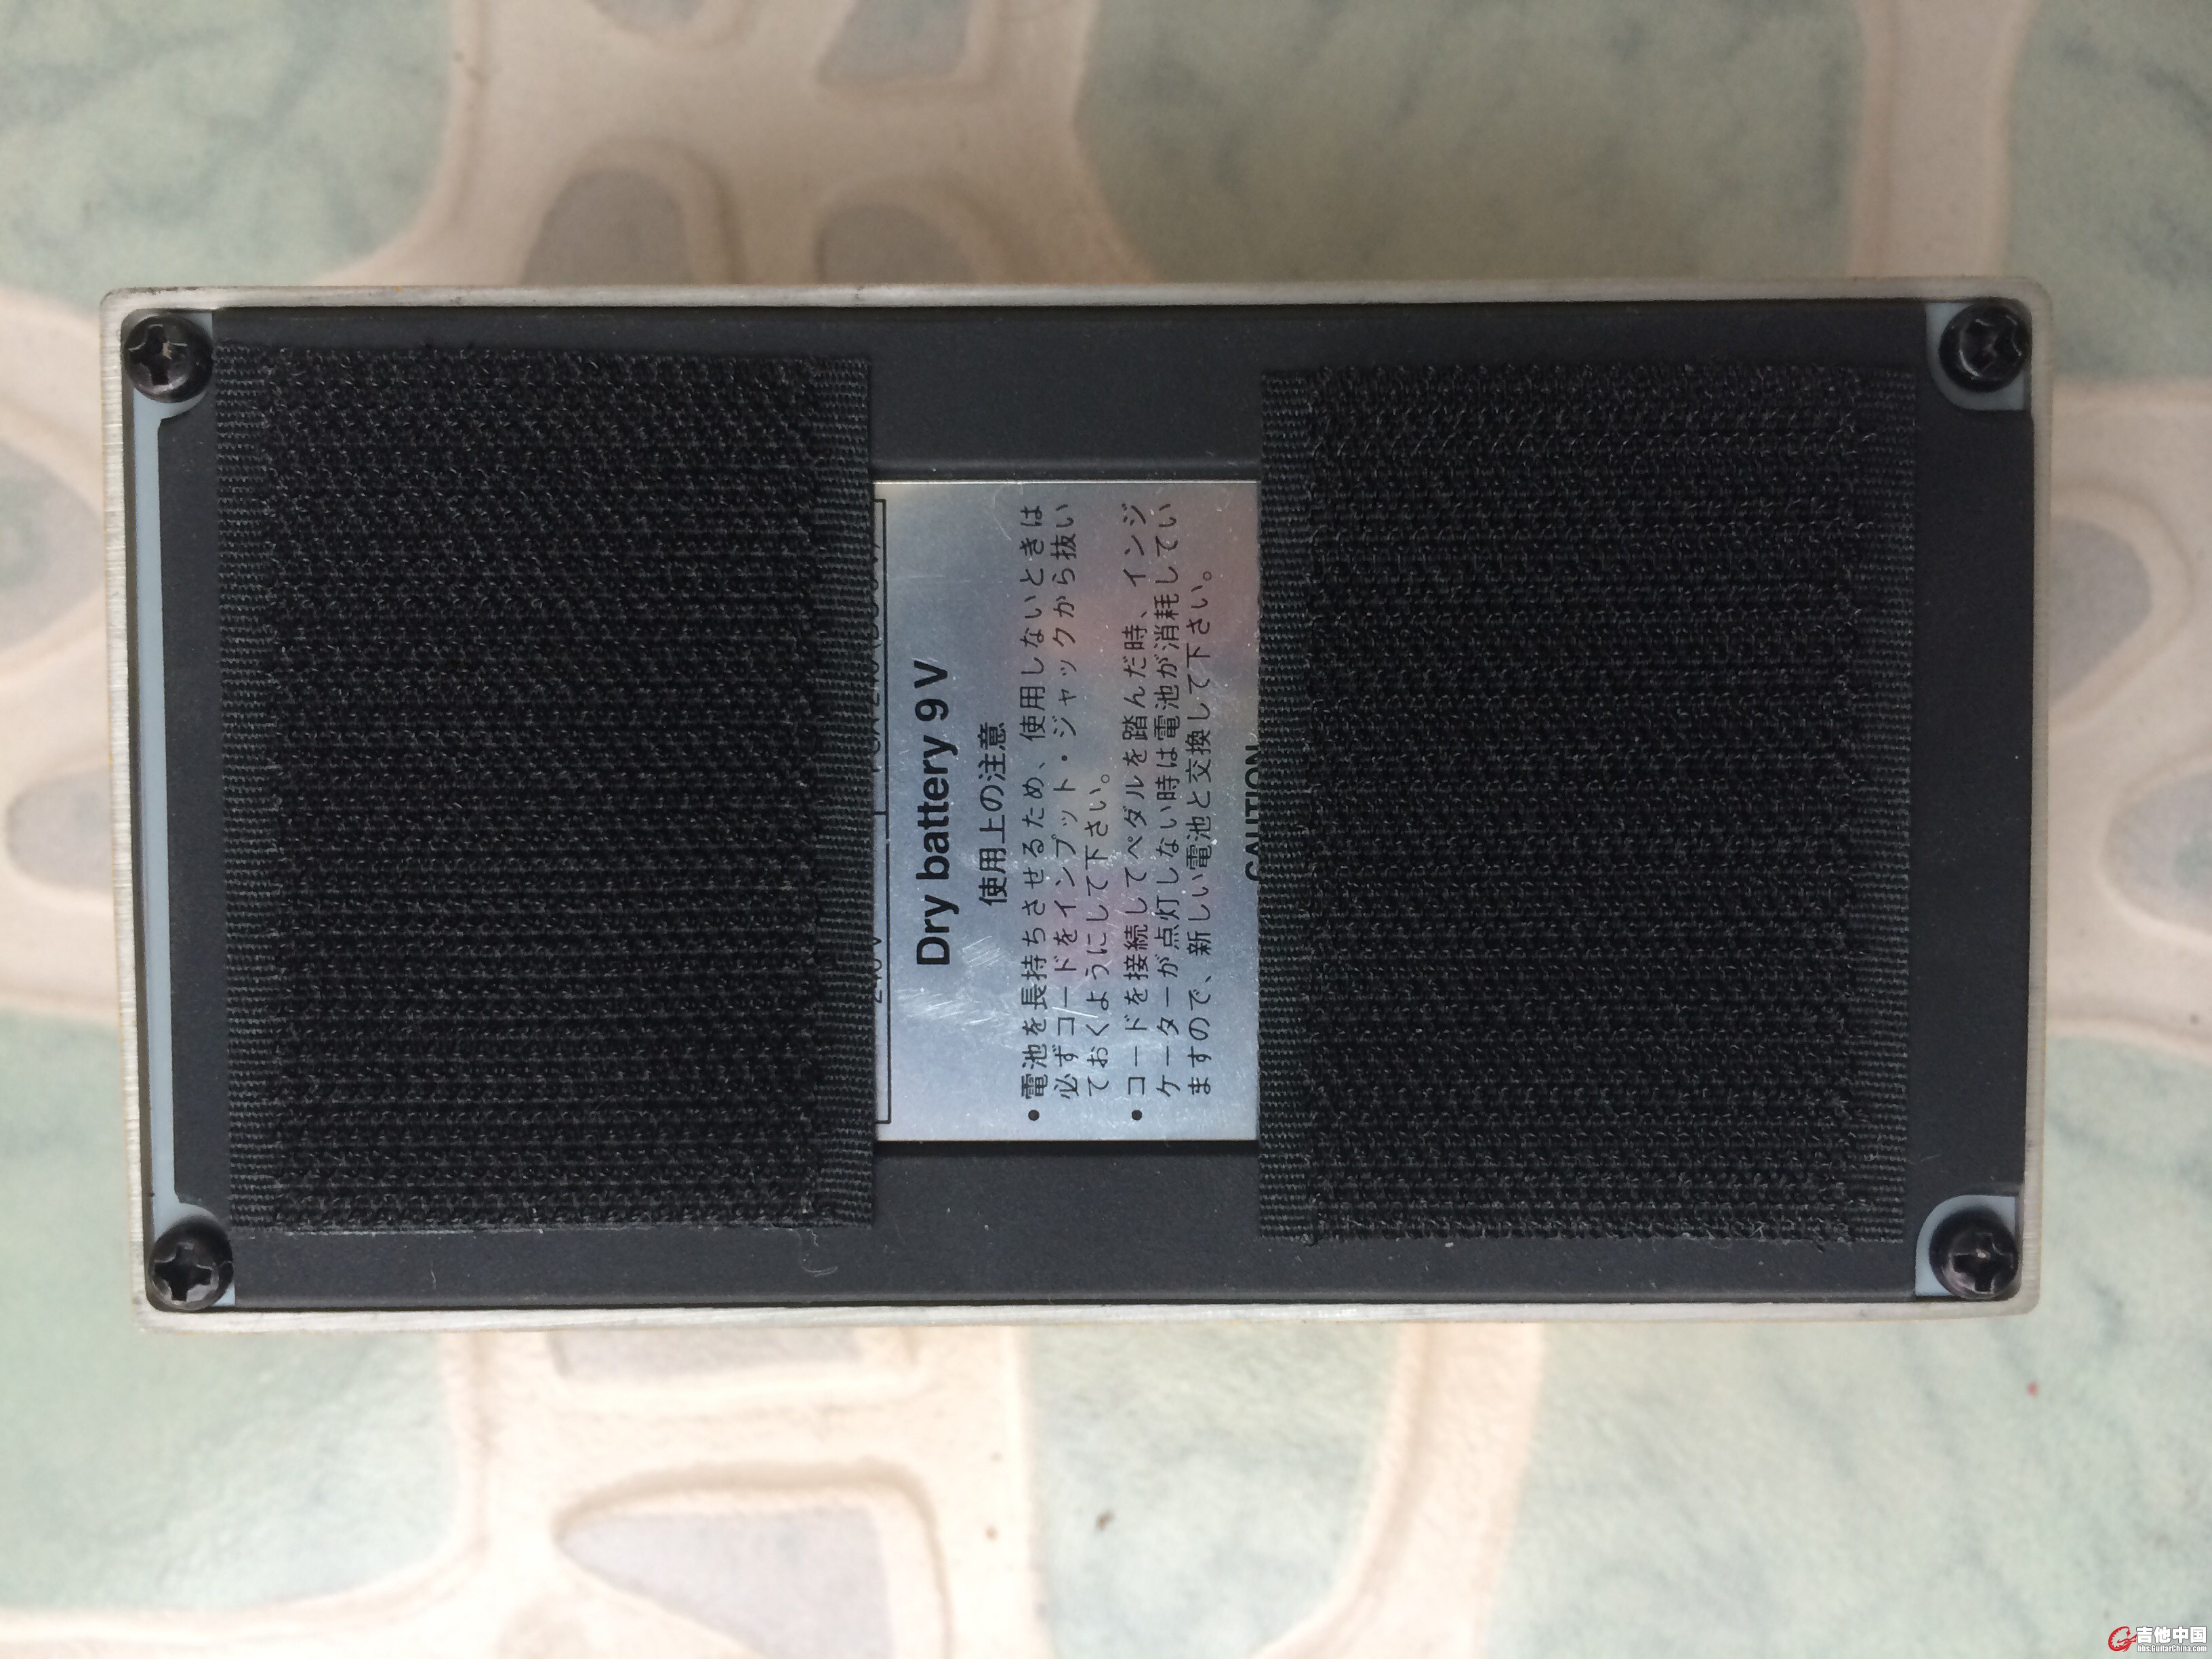 Dry battery 9V
使用上の注意
•電池を長持ちさせるため、使用しないときは
必ずコードをインプット・ジャックから抜い
ておくようにして下さい。
•コードを接続してペダルを踏んだ時、インジ
ケーターが点灯しない時は電池が消耗してい
ますので、新しい電池と交換して下さい。
CAUTION
吉他中国
bbs.GuitarChina.com